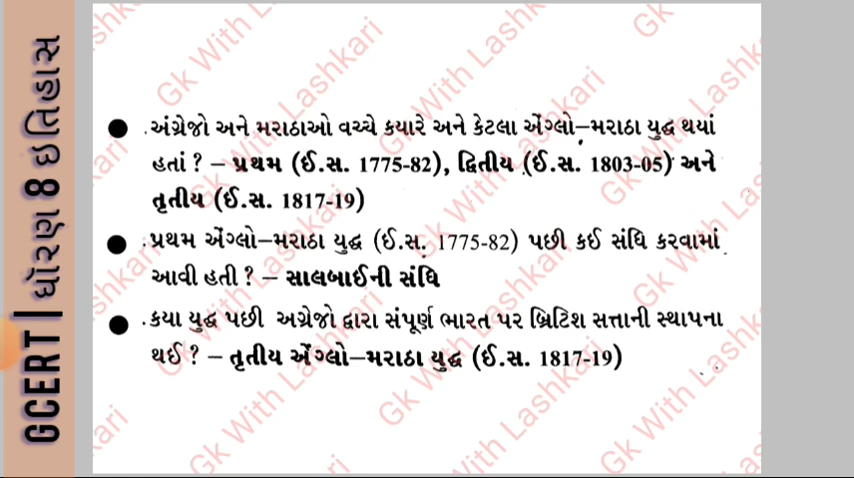 GCERT | ધોરણ 8 ઇતિહાસ
● અંગ્રેજો અને મરાઠાઓ વચ્ચે કયારે અને કેટલા એંગ્લો–મરાઠા યુદ્ધ થયાં
હતાં ? – પ્રથમ (ઈ.સ. 1775-82), દ્વિતીય (ઈ.સ. 1803-05) અને
તૃતીય (ઈ.સ. 1817-19)
● પ્રથમ એંગ્લો–મરાઠા યુદ્ધ (ઈ.સ. 1775-82) પછી કઈ સંધિ કરવામાં
આવી હતી ? – સાલબાઈની સંધિ
● કયા યુદ્ધ પછી અગ્રેજો દ્વારા સંપૂર્ણ ભારત પર બ્રિટિશ સત્તાની સ્થાપના
થઈ ? – તૃતીય એંગ્લો–મરાઠા યુદ્ધ (ઈ.સ. 1817-19)
Gk With Lashkari